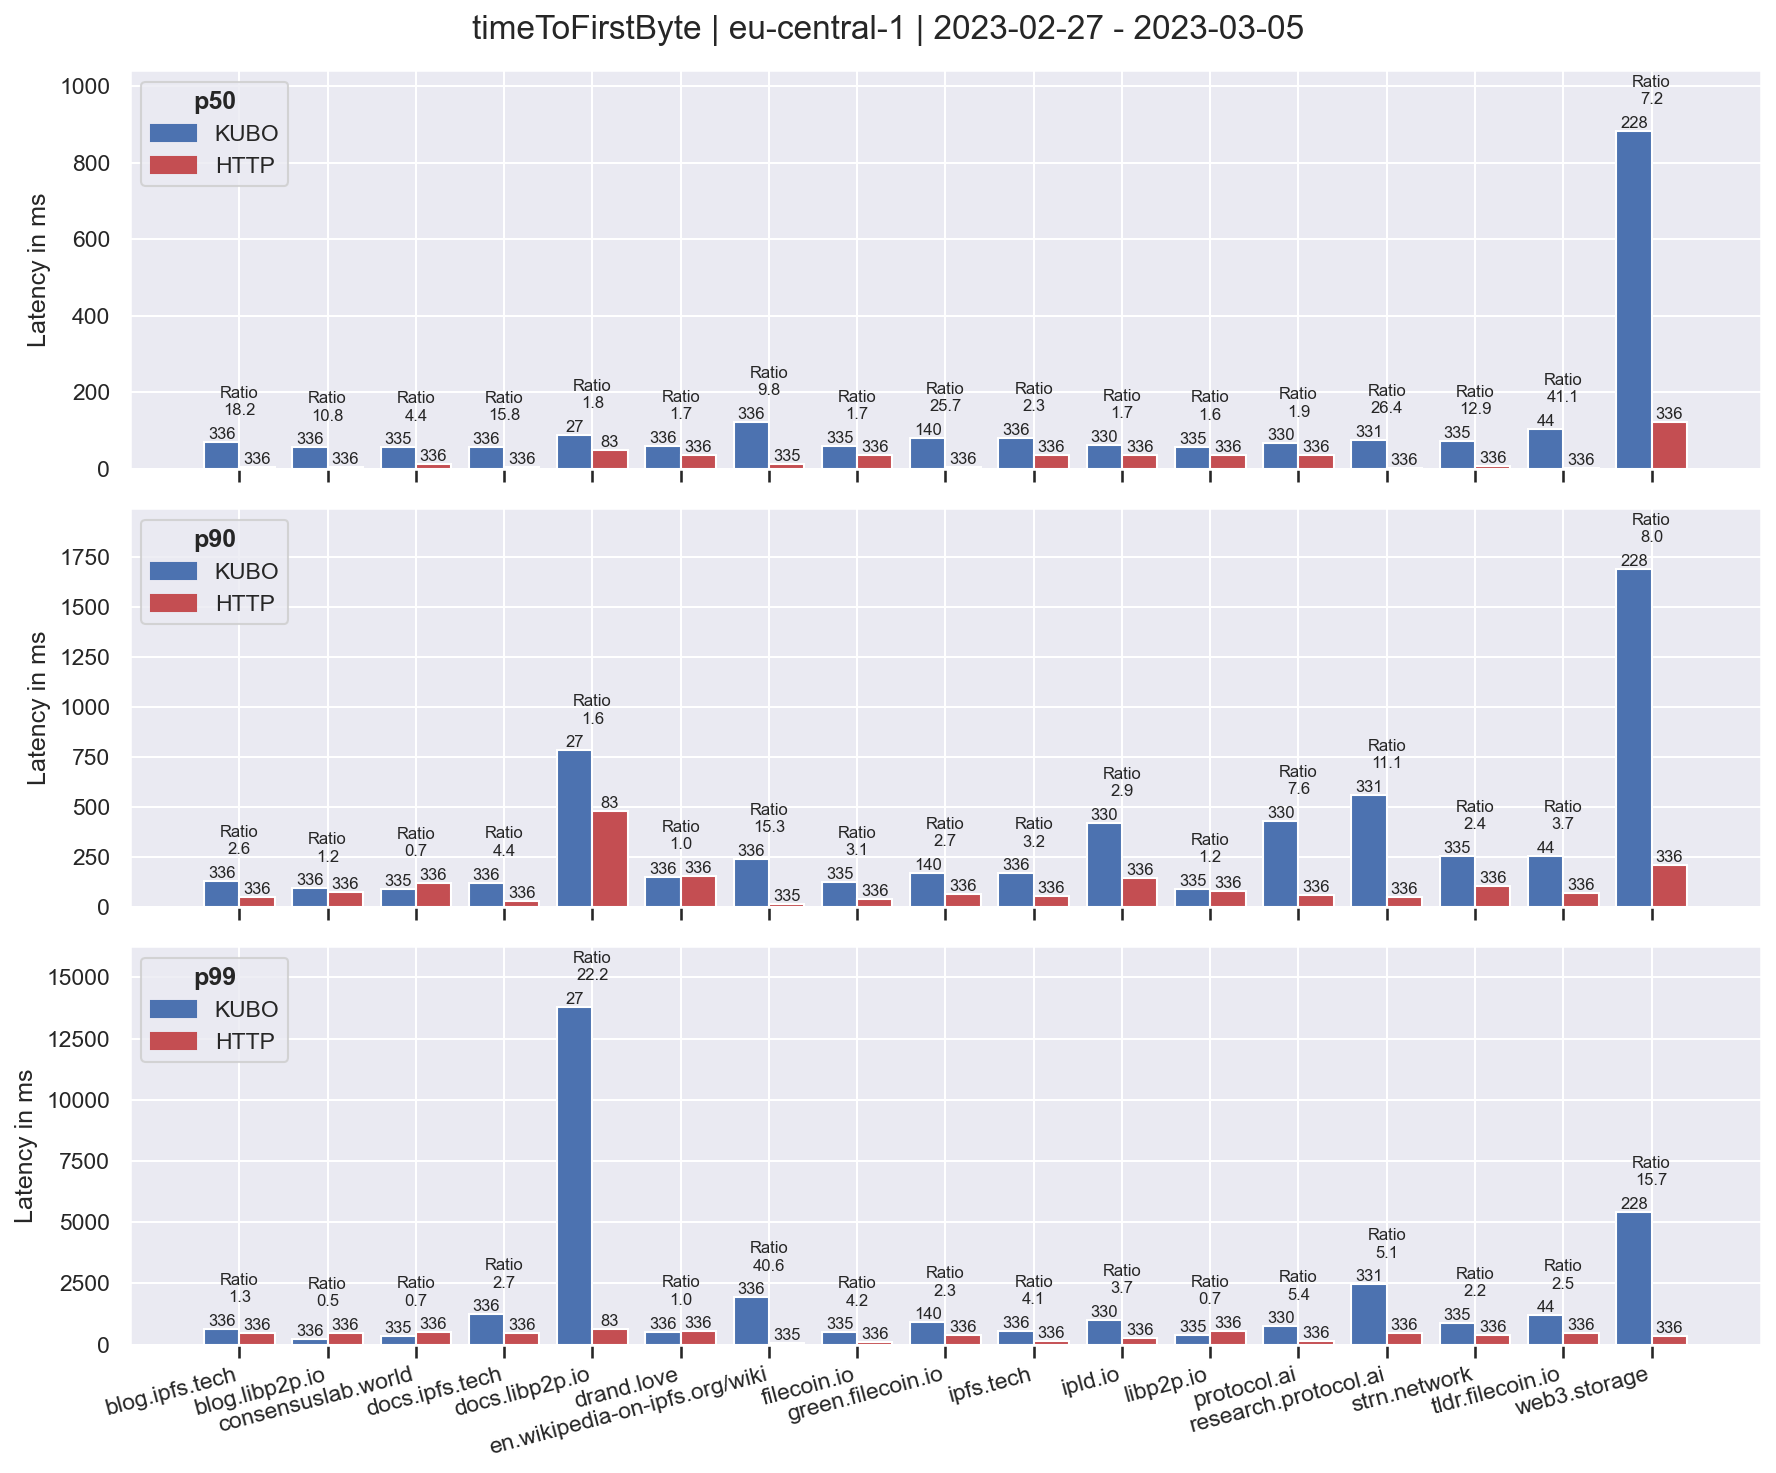 timeToFirstByte | eu-central-1 | 2023-02-27 - 2023-03-05
Latency in ms
1000
800
600
400
200
0
p50
KUBO
HTTP
Ratio
18.2
336
336
Ratio
10.8
336
336
Ratio
4.4
335
336
Ratio
15.8
336
336
Ratio
1.8
27
83
Ratio
1.7
336
336
Ratio
9.8
336
335
Ratio
1.7
335
336
Ratio
25.7
140
336
Ratio
2.3
336
336
Ratio
1.7
330
336
Ratio
1.6
335
336
Ratio
1.9
330
336
Ratio
26.4
331
336
Ratio
12.9
335
336
Ratio
41.1
44
336
Ratio
7.2
228
336
Latency in ms
1750
1500
1250
1000
750
500
250
0
p90
KUBO
HTTP
Ratio
2.6
336
336
Ratio
1.2
336
336
Ratio
0.7
335
336
Ratio
4.4
336
336
Ratio
1.6
27
83
Ratio
1.0
336
336
Ratio
15.3
336
335
Ratio
3.1
335
336
Ratio
2.7
140
336
Ratio
3.2
336
336
Ratio
2.9
330
336
Ratio
1.2
335
336
Ratio
7.6
330
336
Ratio
11.1
331
336
Ratio
2.4
335
336
Ratio
3.7
44
336
Ratio
8.0
228
336
Latency in ms
15000
12500
10000
7500
5000
2500
0
p99
KUBO
HTTP
Ratio
1.3
336
336
Ratio
0.5
336
336
Ratio
0.7
335
336
Ratio
2.7
336
336
Ratio
22.2
27
83
Ratio
1.0
336
336
Ratio
40.6
336
335
Ratio
4.2
335
336
Ratio
2.3
140
336
Ratio
4.1
336
336
Ratio
3.7
330
336
Ratio
0.7
335
336
Ratio
5.4
330
336
Ratio
5.1
331
336
Ratio
2.2
335
336
Ratio
2.5
44
336
Ratio
15.7
228
336
blog.ipfs.tech
blog.libp2p.io
consensuslab.world
docs.ipfs.tech
docs.libp2p.io
drand.love
en.wikipedia-on-ipfs.org/wiki
filecoin.io
green.filecoin.io
ipfs.tech
ipld.io
libp2p.io
protocol.ai
research.protocol.ai
strn.network
tldr.filecoin.io
web3.storage